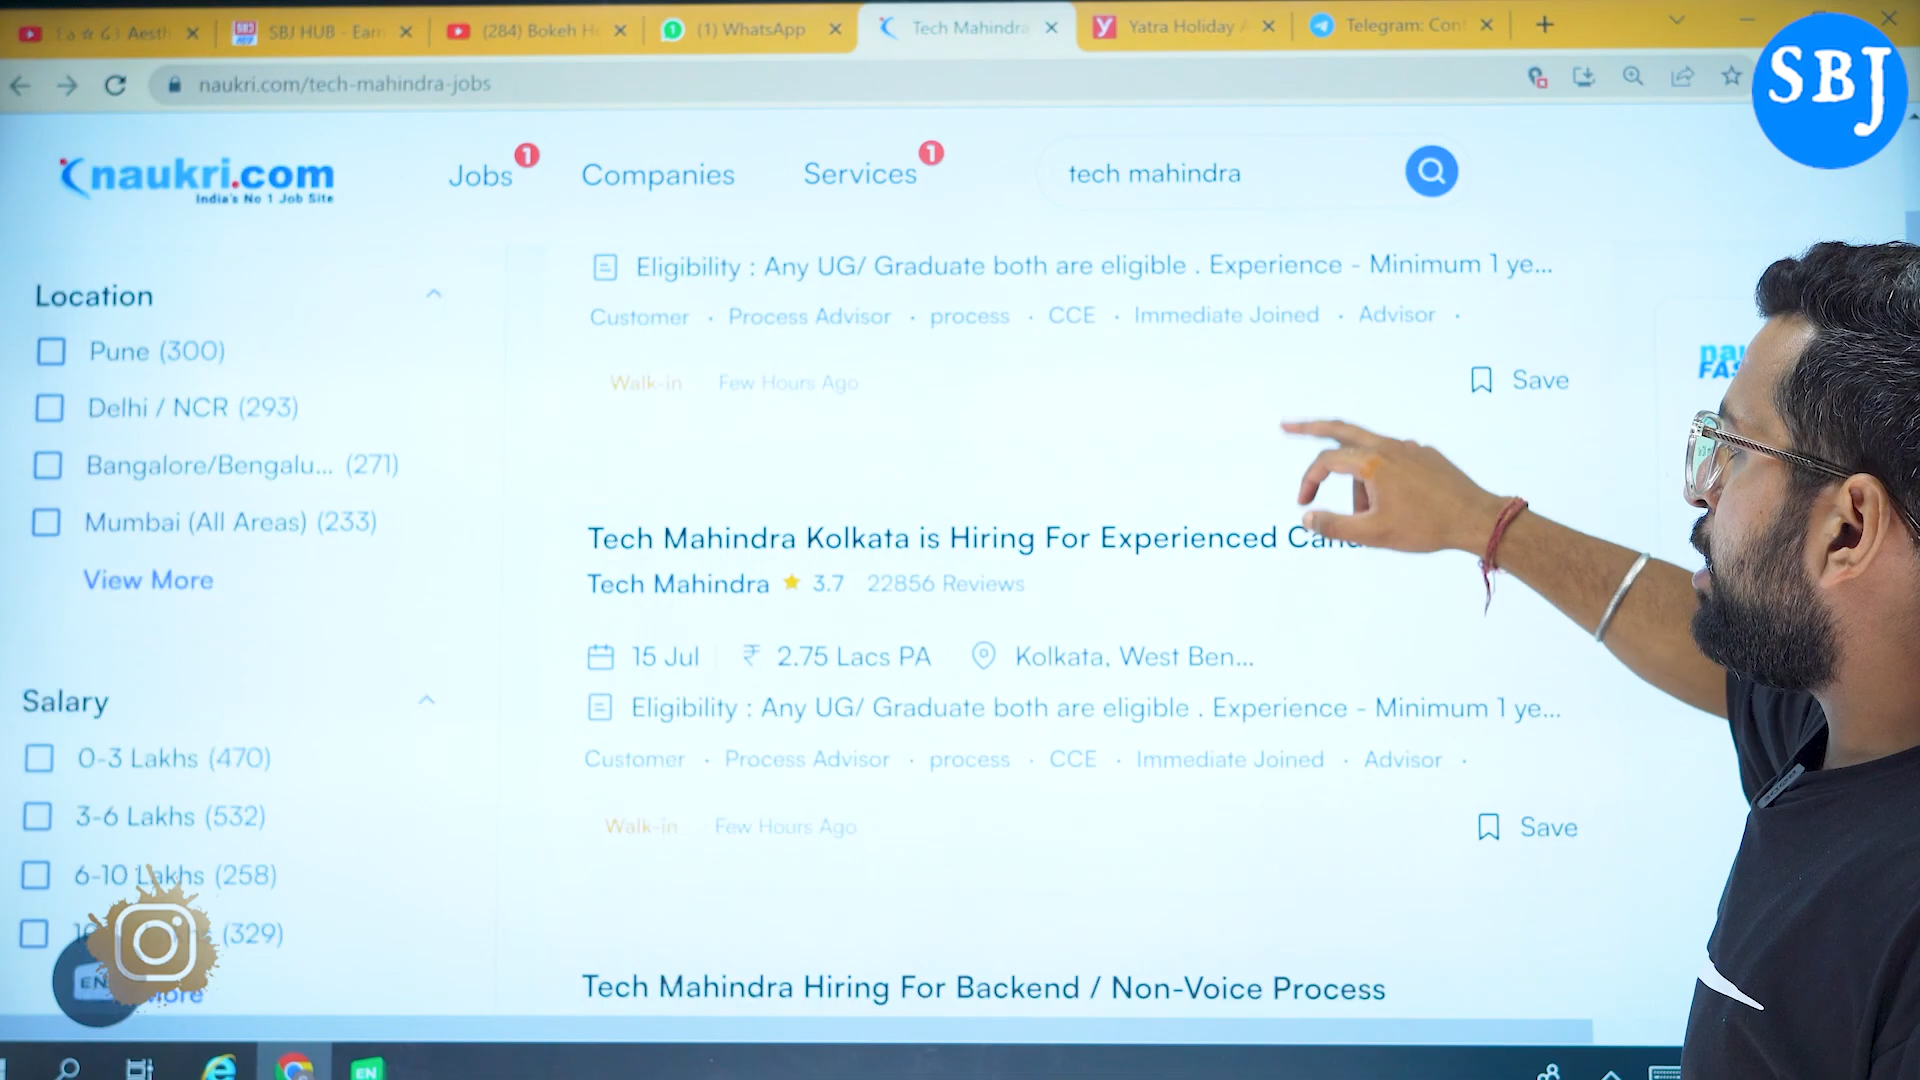 Aesth
SBJ HUB - Earn
(284) Bokeh H
(1) WhatsApp
Tech Mahindra
Yatra Holiday
Telegram: Cont
naukri.com/tech-mahindra-jobs
SBJ
naukri.com
India's No 1 Job Site
Jobs 1
Companies
Services 1
tech mahindra
Location
Pune (300)
Delhi / NCR (293)
Bangalore/Bengalu... (271)
Mumbai (All Areas) (233)
View More
Salary
0-3 Lakhs (470)
3-6 Lakhs (532)
6-10 Lakhs (258)
(329)
EN
More
Eligibility : Any UG/ Graduate both are eligible . Experience - Minimum 1 ye...
Customer · Process Advisor · process · CCE · Immediate Joined · Advisor ·
Walk-in Few Hours Ago
Save
Tech Mahindra Kolkata is Hiring For Experienced
Tech Mahindra ★ 3.7 22856 Reviews
15 Jul ₹ 2.75 Lacs PA Kolkata, West Ben...
Eligibility : Any UG/ Graduate both are eligible . Experience - Minimum 1 ye...
Customer · Process Advisor · process · CCE · Immediate Joined · Advisor ·
Walk-in Few Hours Ago
Save
Tech Mahindra Hiring For Backend / Non-Voice Process
EN